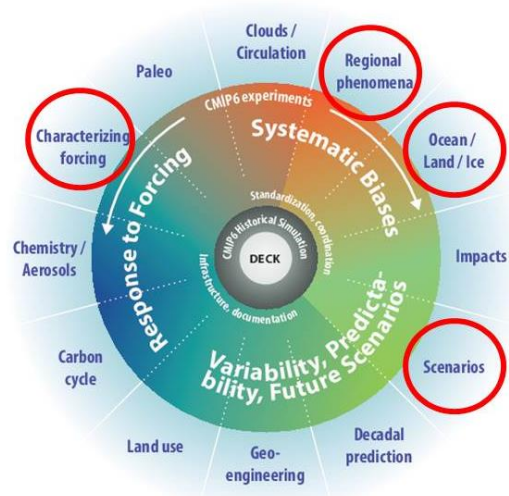 Clouds /
Circulation
Regional
phenomena
Paleo
CMIP6 experiments
Characterizing
forcing
Systematic Biases
Ocean /
Land / Ice
Response to Forcing
Standardization, coordination
CMIP6 Historical Simulation
DECK
Chemistry /
Aerosols
Impacts
Infrastructure, documentation
Variability, Predicta-
bility, Future Scenarios
Carbon
cycle
Scenarios
Land use
Geo-
engineering
Decadal
prediction